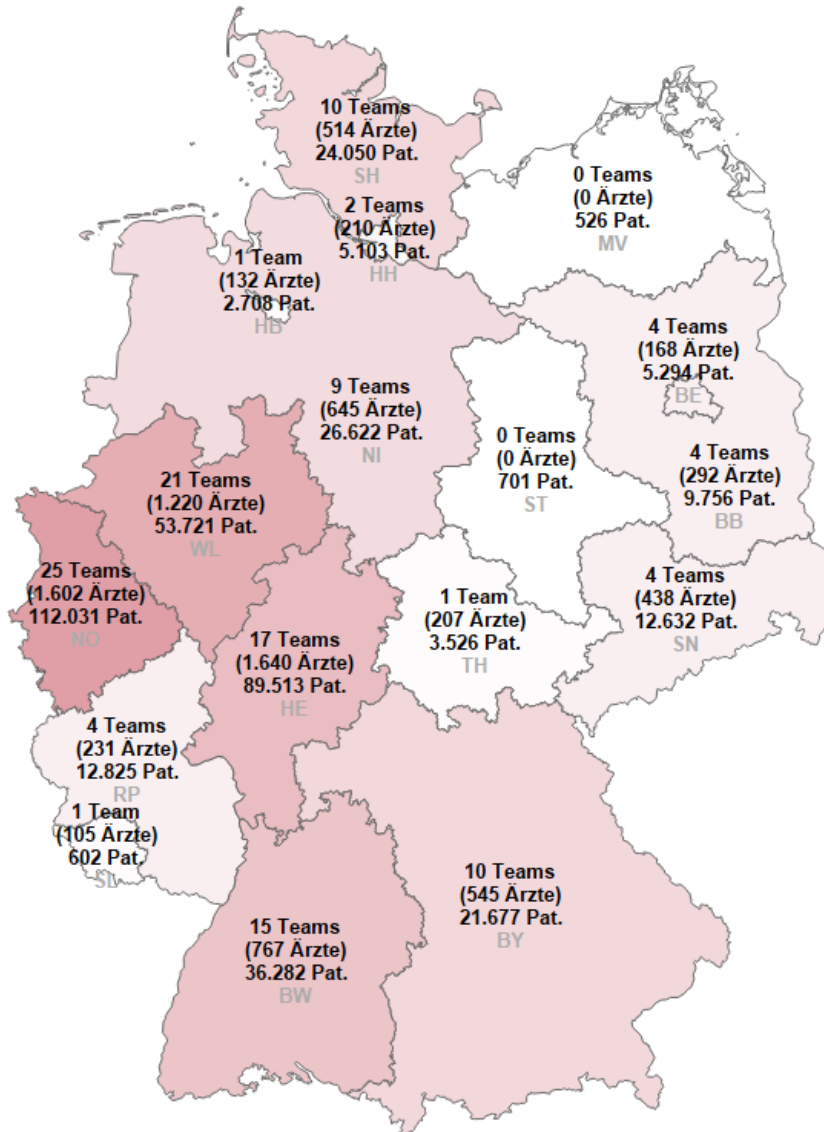 10 Teams
(514 Ärzte)
24.050 Pat.
SH
0 Teams
(0 Ärzte)
526 Pat.
MV
2 Teams
(210 Ärzte)
5.103 Pat.
HH
1 Team
(132 Ärzte)
2.708 Pat.
HB
4 Teams
(168 Ärzte)
5.294 Pat.
BE
9 Teams
(645 Ärzte)
26.622 Pat.
NI
0 Teams
(0 Ärzte)
701 Pat.
ST
4 Teams
(292 Ärzte)
9.756 Pat.
BB
21 Teams
(1.220 Ärzte)
53.721 Pat.
WL
25 Teams
(1.602 Ärzte)
112.031 Pat.
NO
17 Teams
(1.640 Ärzte)
89.513 Pat.
HE
1 Team
(207 Ärzte)
3.526 Pat.
TH
4 Teams
(438 Ärzte)
12.632 Pat.
SN
4 Teams
(231 Ärzte)
12.825 Pat.
RP
1 Team
(105 Ärzte)
602 Pat.
SL
15 Teams
(767 Ärzte)
36.282 Pat.
BW
10 Teams
(545 Ärzte)
21.677 Pat.
BY